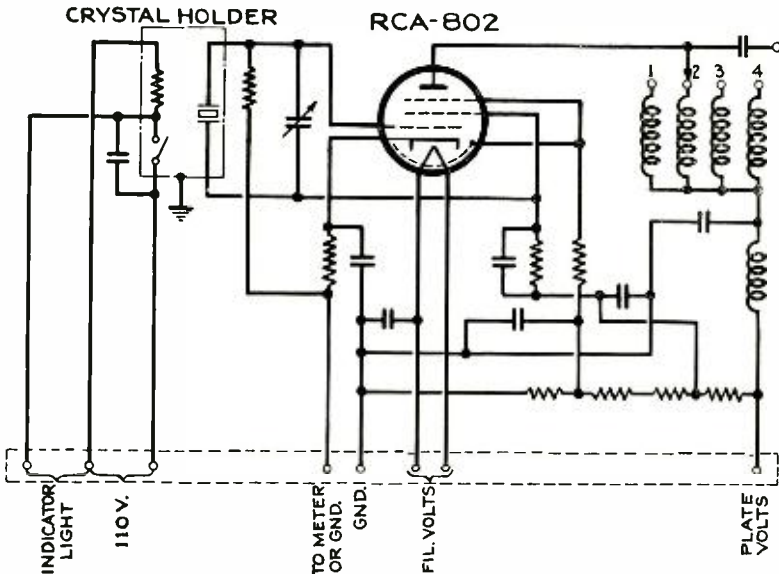 CRYSTAL HOLDER
RCA-802
1
2
3
4
INDICATOR
LIGHT
110 V.
TO METER
OR GND.
GND.
FIL. VOLTS
PLATE
VOLTS